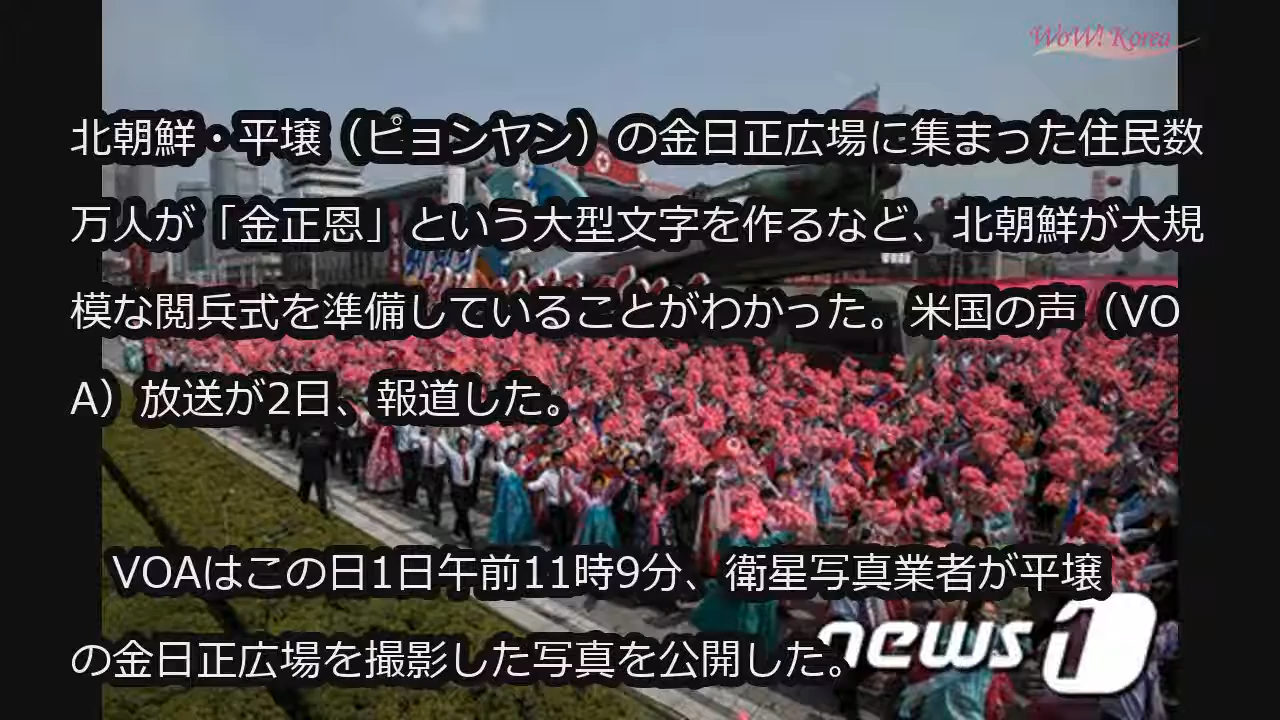 WoW! Korea
北朝鮮・平壌（ピョンヤン）の金日正広場に集まった住民数
万人が「金正恩」という大型文字を作るなど、北朝鮮が大規
模な閲兵式を準備していることがわかった。米国の声（VO
A）放送が2日、報道した。
VOAはこの日1日午前11時9分、衛星写真業者が平壌
の金日正広場を撮影した写真を公開した。
news1